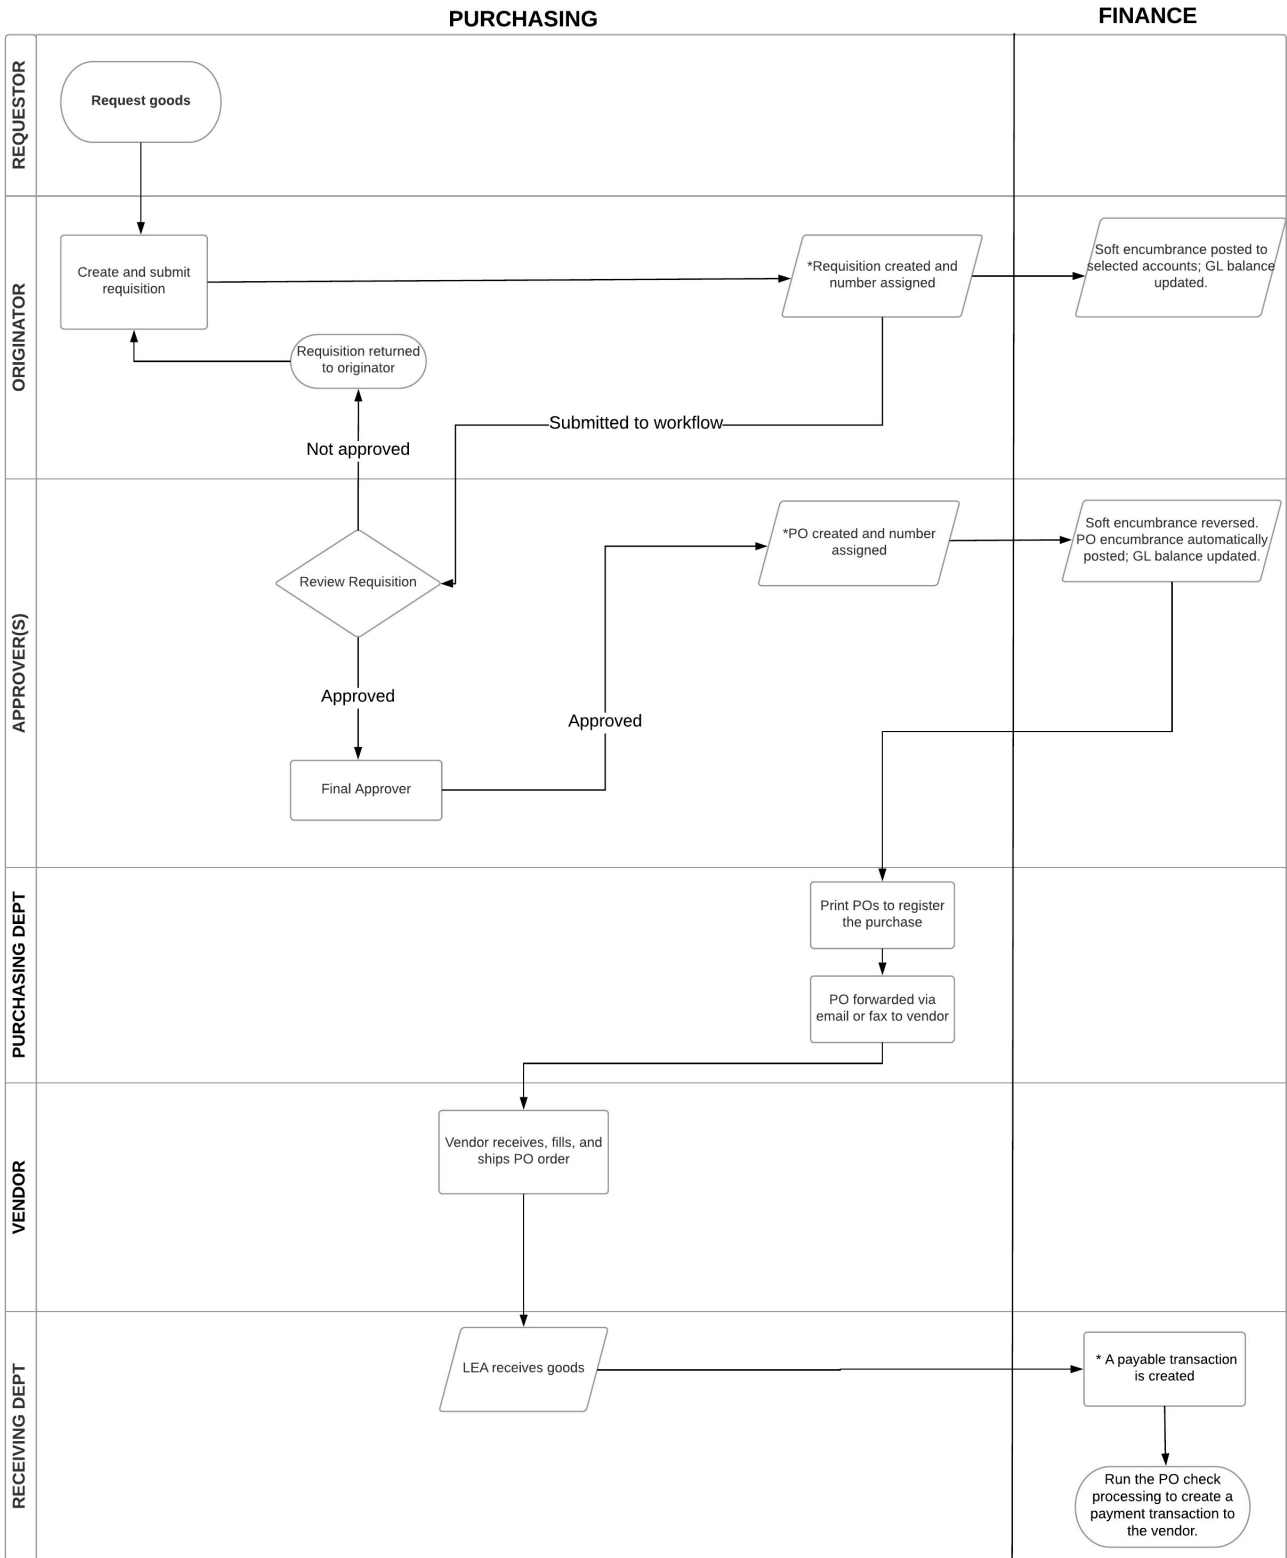 PURCHASING
FINANCE
REQUESTOR
Request goods
ORIGINATOR
Create and submit
requisition
*Requisition created and
number assigned
Soft encumbrance posted to
selected accounts; GL balance
updated.
Requisition returned
to originator
Submitted to workflow
Not approved
APPROVER(S)
*PO created and number
assigned
Soft encumbrance reversed.
PO encumbrance automatically
posted; GL balance updated.
Review Requisition
Approved
Approved
Final Approver
PURCHASING DEPT
Print POs to register
the purchase
PO forwarded via
email or fax to vendor
VENDOR
Vendor receives, fills, and
ships PO order
RECEIVING DEPT
LEA receives goods
* A payable transaction
is created
Run the PO check
processing to create a
payment transaction to
the vendor.